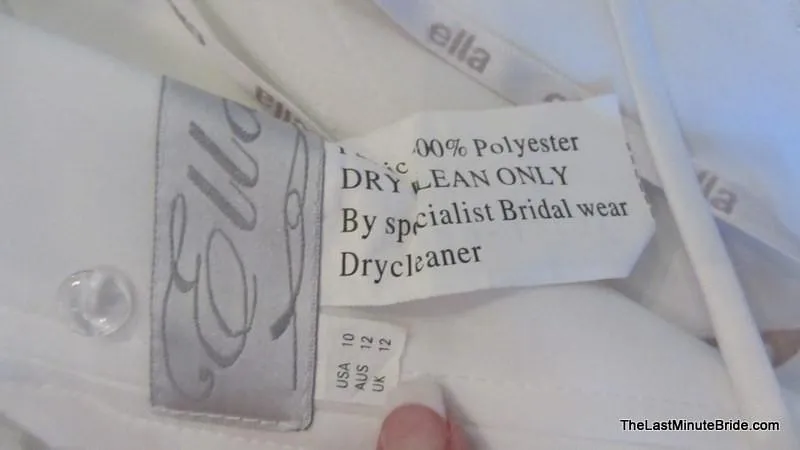 ella
ella
Ella
00% Polyester
DRY CLEAN ONLY
By specialist Bridal wear
Drycleaner
USA 10
AUS 12
UK 12
TheLastMinuteBride.com